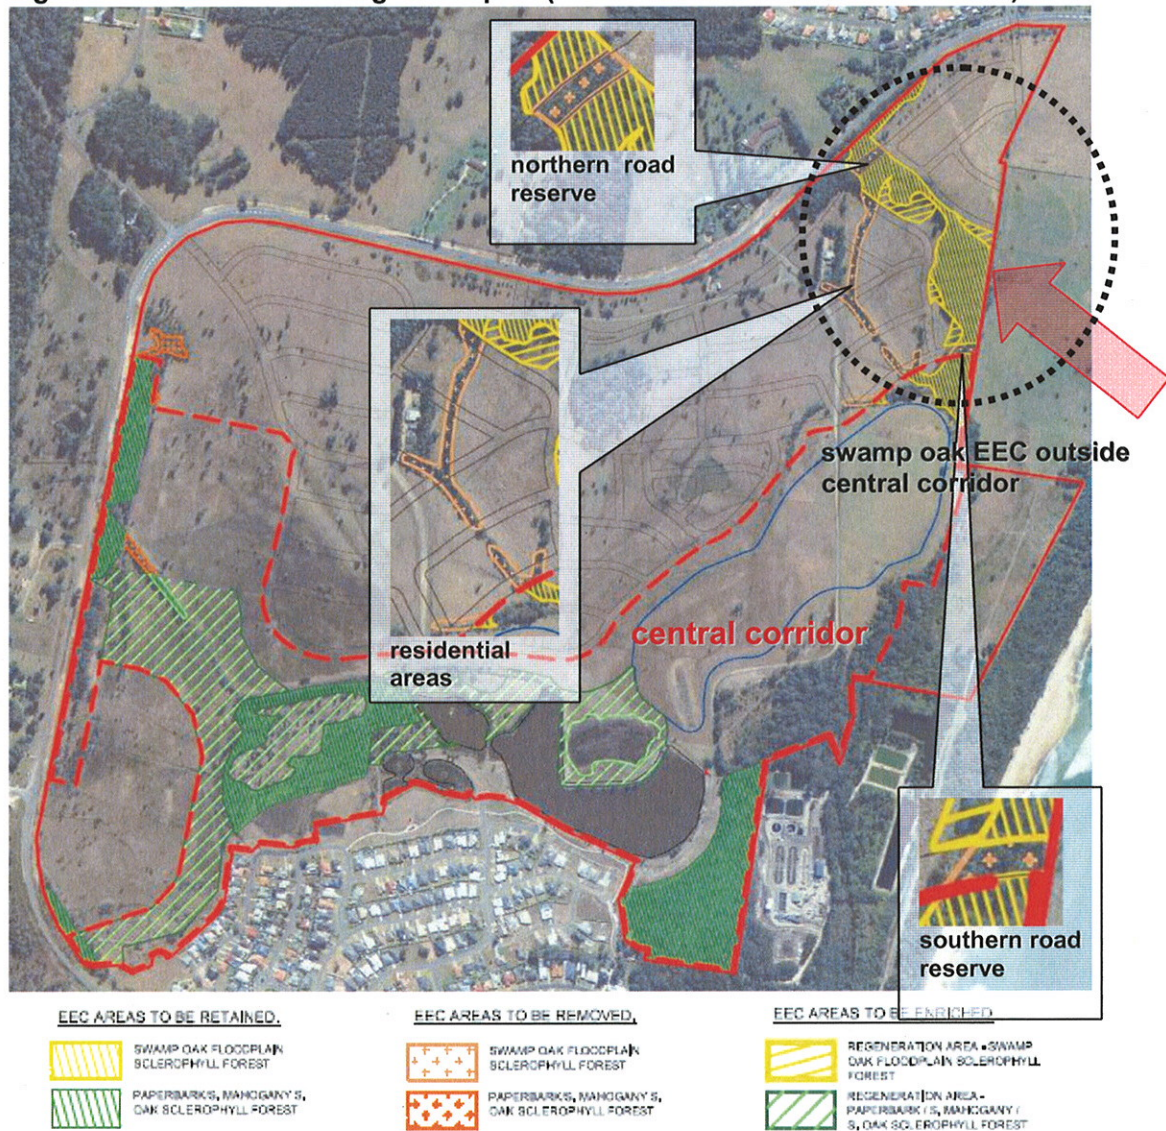 northern road
reserve
swamp oak EEC outside
central corridor
central corridor
residential
areas
southern road
reserve
EEC AREAS TO BE RETAINED.
SWAMP OAK FLOODPLAIN
SCLEROPHYLL FOREST
PAPERBARK/S, MAHOGANY S,
OAK SCLEROPHYLL FOREST
EEC AREAS TO BE REMOVED,
SWAMP OAK FLOODPLAIN
SCLEROPHYLL FOREST
PAPERBARK/S, MAHOGANY S,
OAK SCLEROPHYLL FOREST
EEC AREAS TO BE ENRICHED
REGENERATION AREA - SWAMP
OAK FLOODPLAIN SCLEROPHYLL
FOREST
REGENERATION AREA -
PAPERBARK / S, MAHOGANY /
S, OAK SCLEROPHYLL FOREST